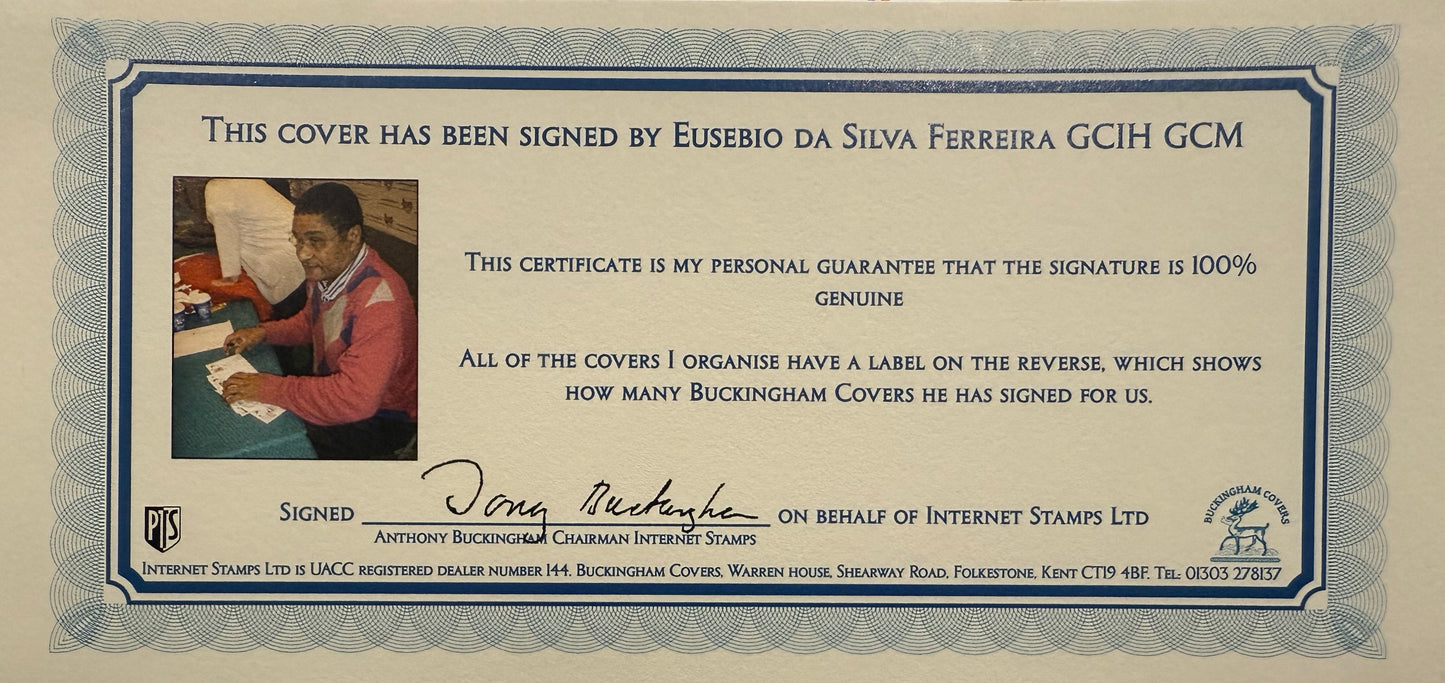 This cover has been signed by Eusebio da Silva Ferreira GCIH GCM
This certificate is my personal guarantee that the signature is 100%
genuine
All of the covers I organise have a label on the reverse, which shows
how many Buckingham Covers he has signed for us.
Signed Tony Buckingham on behalf of Internet Stamps Ltd
Anthony Buckingham Chairman Internet Stamps
PTS
BUCKINGHAM COVERS
Internet Stamps Ltd is UACC registered dealer number 144. Buckingham Covers, Warren house, Shearway Road, Folkestone, Kent CT19 4BF. Tel: 01303 278137